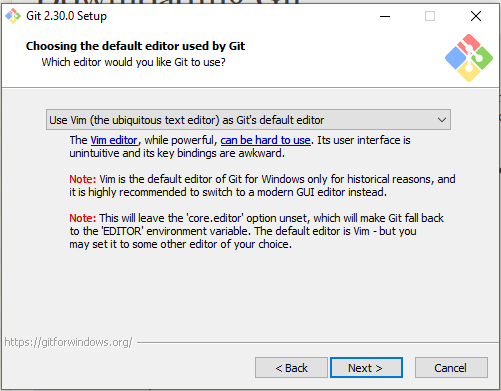 Git 2.30.0 Setup
Choosing the default editor used by Git
Which editor would you like Git to use?
Use Vim (the ubiquitous text editor) as Git's default editor
The Vim editor, while powerful, can be hard to use. Its user interface is
unintuitive and its key bindings are awkward.
Note: Vim is the default editor of Git for Windows only for historical reasons, and
it is highly recommended to switch to a modern GUI editor instead.
Note: This will leave the 'core.editor' option unset, which will make Git fall back
to the 'EDITOR' environment variable. The default editor is Vim - but you
may set it to some other editor of your choice.
https://gitforwindows.org/
< Back
Next >
Cancel